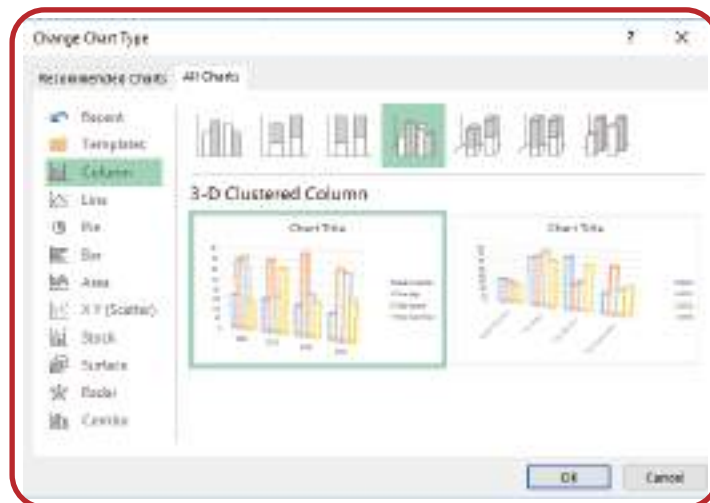 Change Chart Type
? ×
Recommended Charts All Charts
Recent
Templates
Column
Line
Pie
Bar
Area
X Y (Scatter)
Stock
Surface
Radar
Combo
3-D Clustered Column
Chart Title
Chart Title
OK Cancel